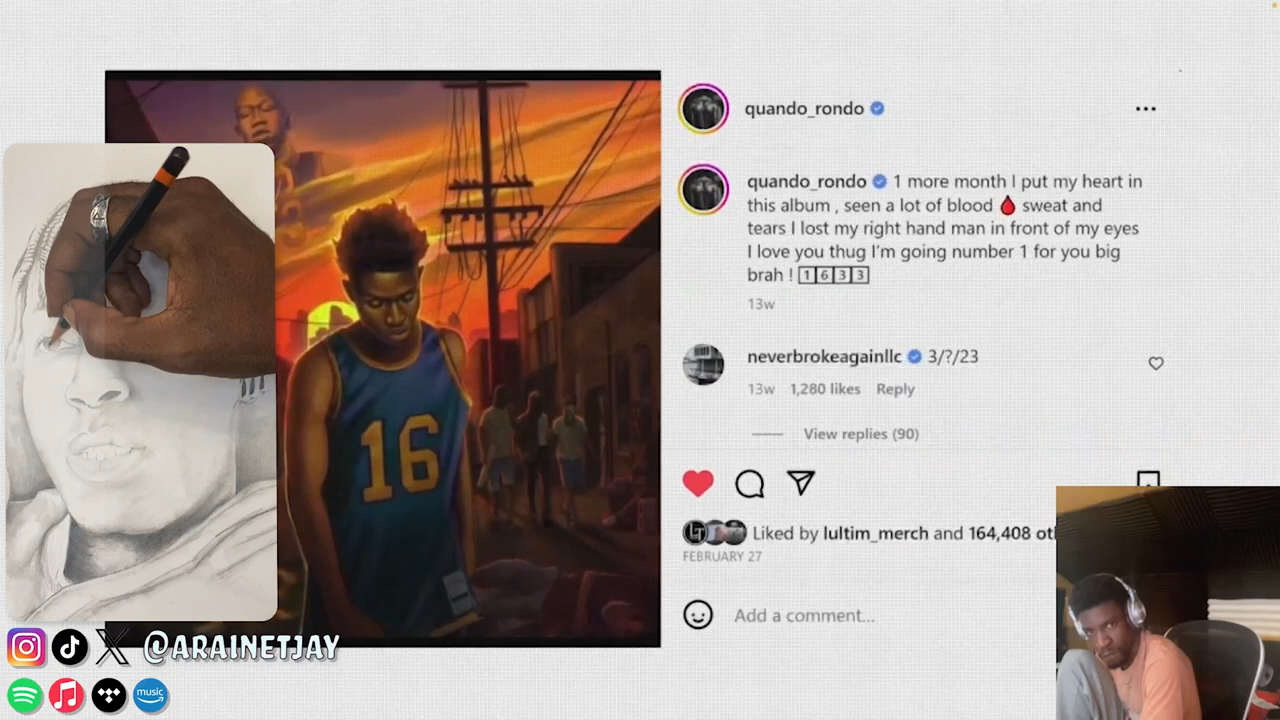 quando_rondo
quando_rondo 1 more month I put my heart in
this album , seen a lot of blood 🩸 sweat and
tears I lost my right hand man in front of my eyes
I love you thug I'm going number 1 for you big
brah ! 1633
13w
neverbrokeagainllc 3/?/23
13w 1,280 likes Reply
View replies (90)
Liked by lultim_merch and 164,408 ot
FEBRUARY 27
Add a comment...
16
@ARAINETJAY
music